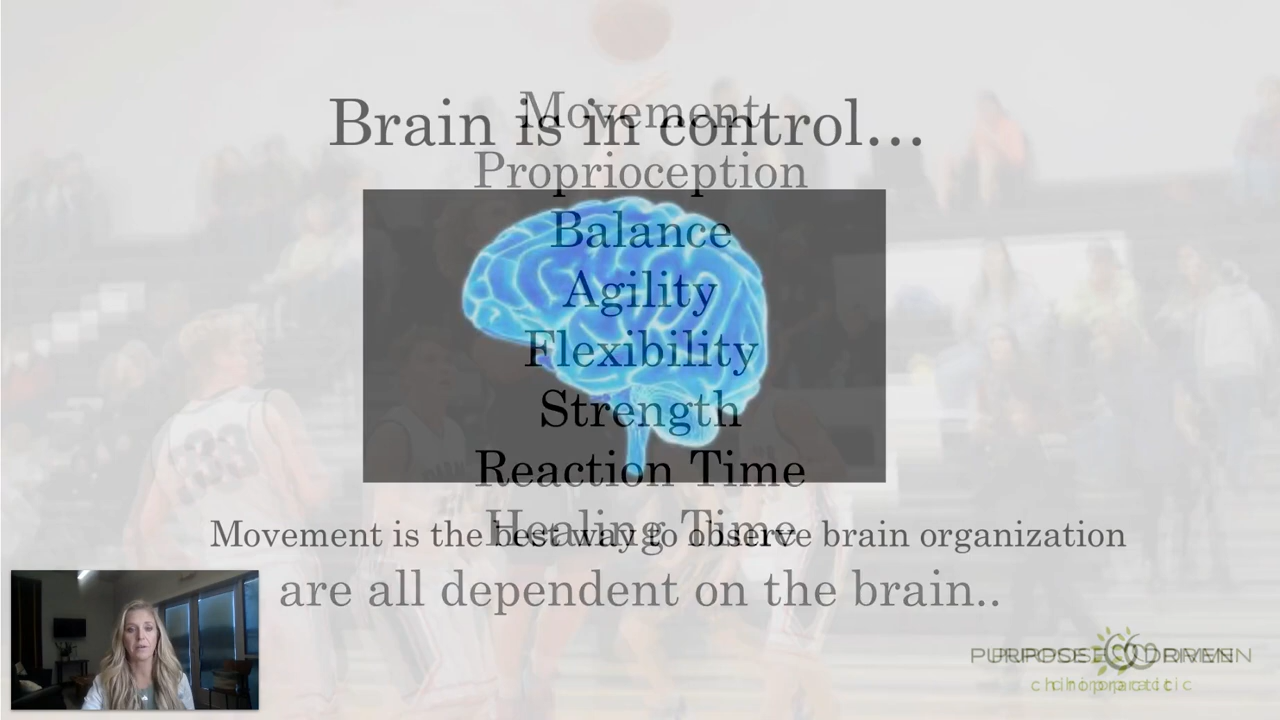 Movement
Brain is in control...
Proprioception
Balance
Agility
Flexibility
Strength
Reaction Time
Healing Time
Movement is the best way to observe brain organization
are all dependent on the brain..
PURPOSE DRIVEN
chiropractic
33